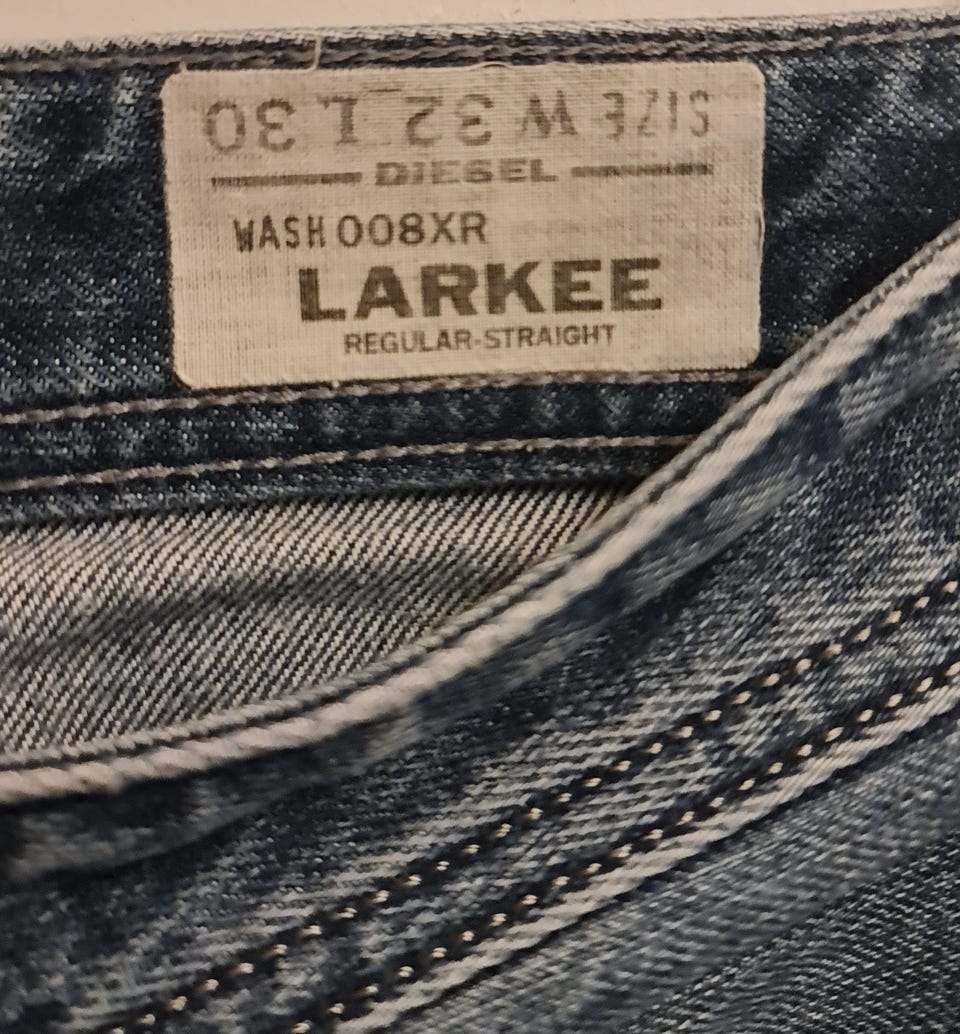 SIZE W 32 L 30
DIESEL
WASH 008XR
LARKEE
REGULAR-STRAIGHT